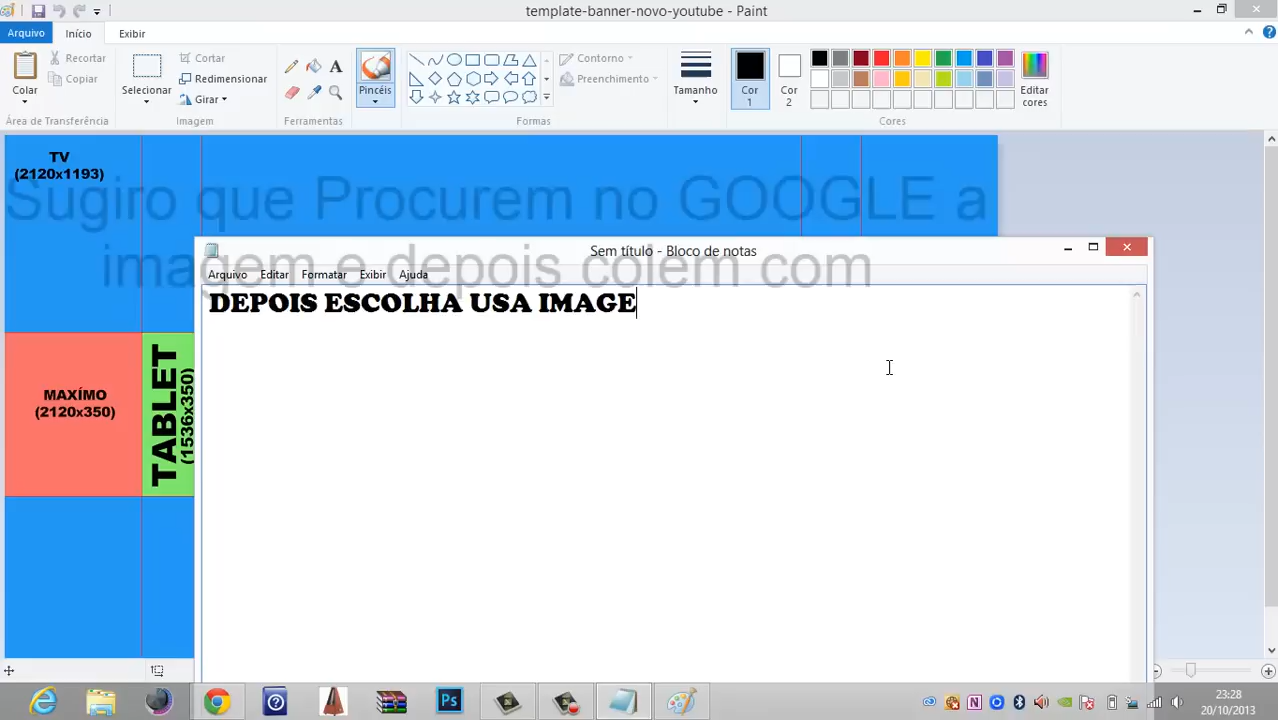 template-banner-novo-youtube - Paint
Arquivo
Início
Exibir
Colar
Recortar
Copiar
Área de Transferência
Selecionar
Cortar
Redimensionar
Girar
Imagem
Ferramentas
Pincéis
Contorno
Preenchimento
Formas
Tamanho
Cor
1
Cor
2
Editar
cores
Cores
TV
(2120x1193)
Sugiro que Procurem no GOOGLE a
imagem e depois colem com
Sem título - Bloco de notas
Arquivo Editar Formatar Exibir Ajuda
DEPOIS ESCOLHA USA IMAGE
MAXÍMO
(2120x350)
TABLET
(1536x350)
Ps
23:28
20/10/2013